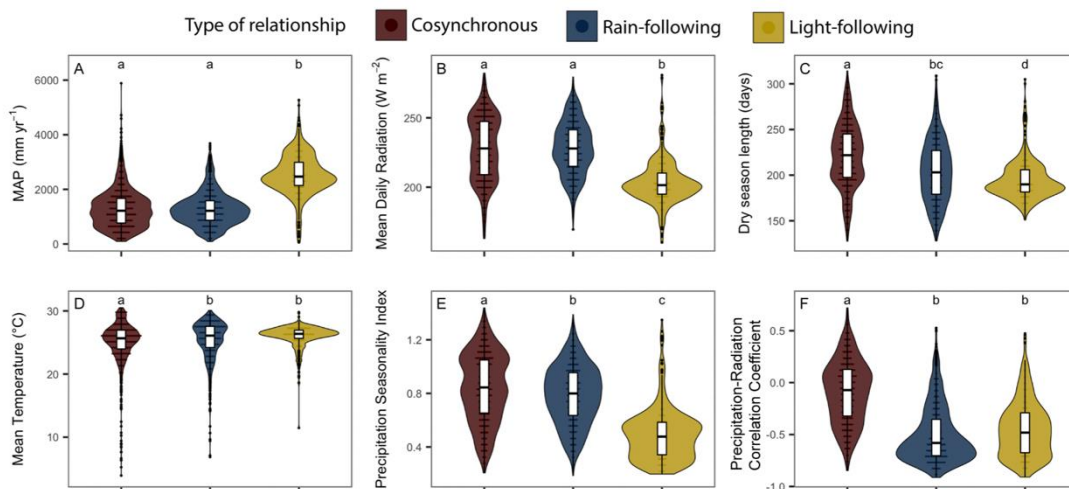 Type of relationship Cosynchronous Rain-following Light-following
A
a a b
MAP (mm yr⁻¹)
6000
4000
2000
0
B
a a b
Mean Daily Radiation (W m⁻²)
250
200
C
a bc d
Dry season length (days)
300
250
200
150
D
a b b
Mean Temperature (°C)
30
20
10
E
a b c
Precipitation Seasonality Index
1.2
0.8
0.4
F
a b b
Precipitation-Radiation
Correlation Coefficient
0.5
0.0
-0.5
-1.0